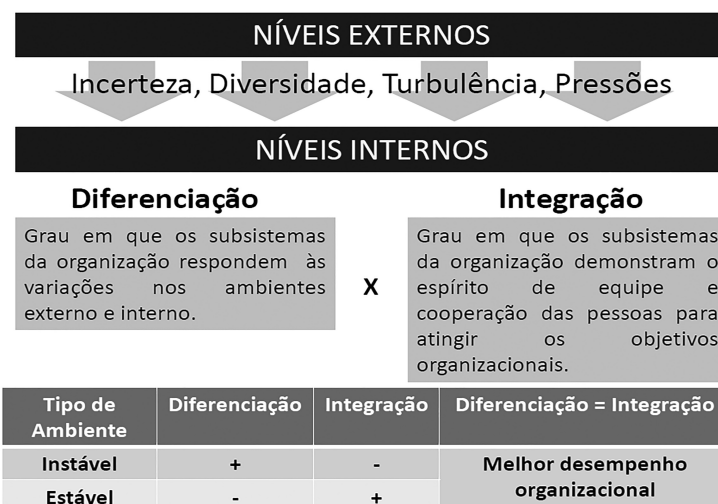 NÍVEIS EXTERNOS
Incerteza, Diversidade, Turbulência, Pressões
NÍVEIS INTERNOS
Diferenciação
Grau em que os subsistemas
da organização respondem às
variações nos ambientes
externo e interno.
X
Integração
Grau em que os subsistemas
da organização demonstram o
espírito de equipe e
cooperação das pessoas para
atingir os objetivos
organizacionais.
Tipo de
Ambiente
Diferenciação
Integração
Diferenciação = Integração
Instável
+
-
Melhor desempenho
organizacional
Estável
-
+